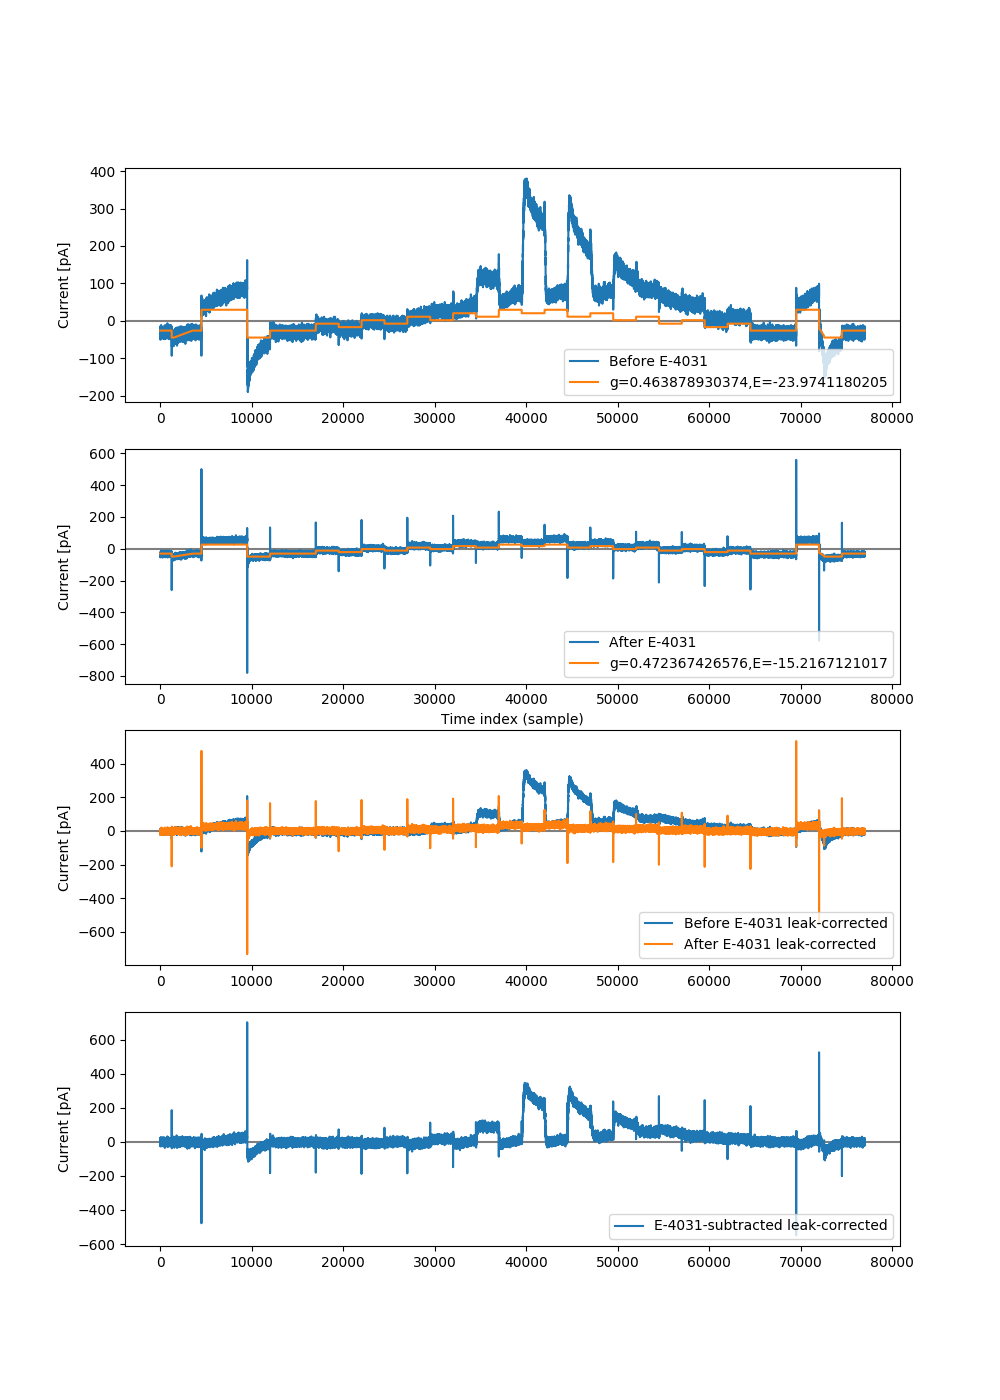 400
300
200
100
0
−100
−200
Current [pA]
Before E-4031
g=0.463878930374,E=-23.9741180205
0 10000 20000 30000 40000 50000 60000 70000 80000
600
400
200
0
−200
−400
−600
−800
Current [pA]
After E-4031
g=0.472367426576,E=-15.2167121017
0 10000 20000 30000 40000 50000 60000 70000 80000
Time index (sample)
400
200
0
−200
−400
−600
Current [pA]
Before E-4031 leak-corrected
After E-4031 leak-corrected
0 10000 20000 30000 40000 50000 60000 70000 80000
600
400
200
0
−200
−400
−600
Current [pA]
E-4031-subtracted leak-corrected
0 10000 20000 30000 40000 50000 60000 70000 80000